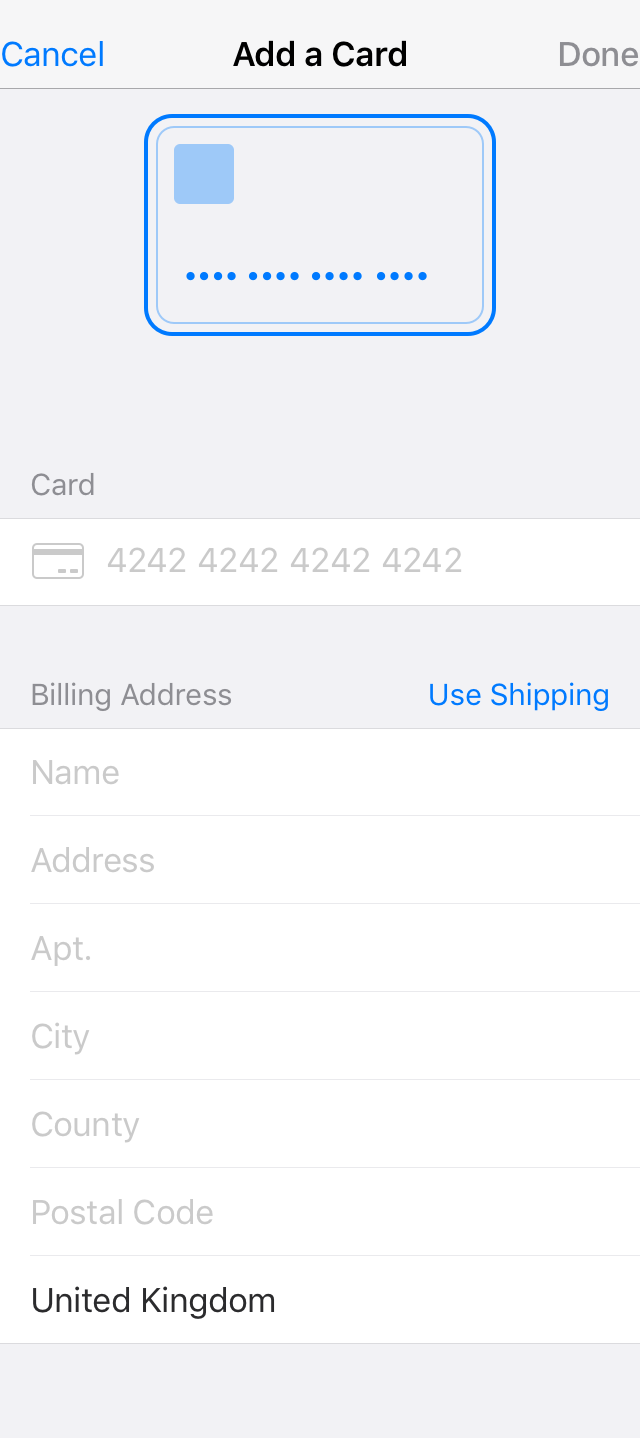 Cancel Add a Card Done
•••• •••• •••• ••••
Card
4242 4242 4242 4242
Billing Address Use Shipping
Name
Address
Apt.
City
County
Postal Code
United Kingdom